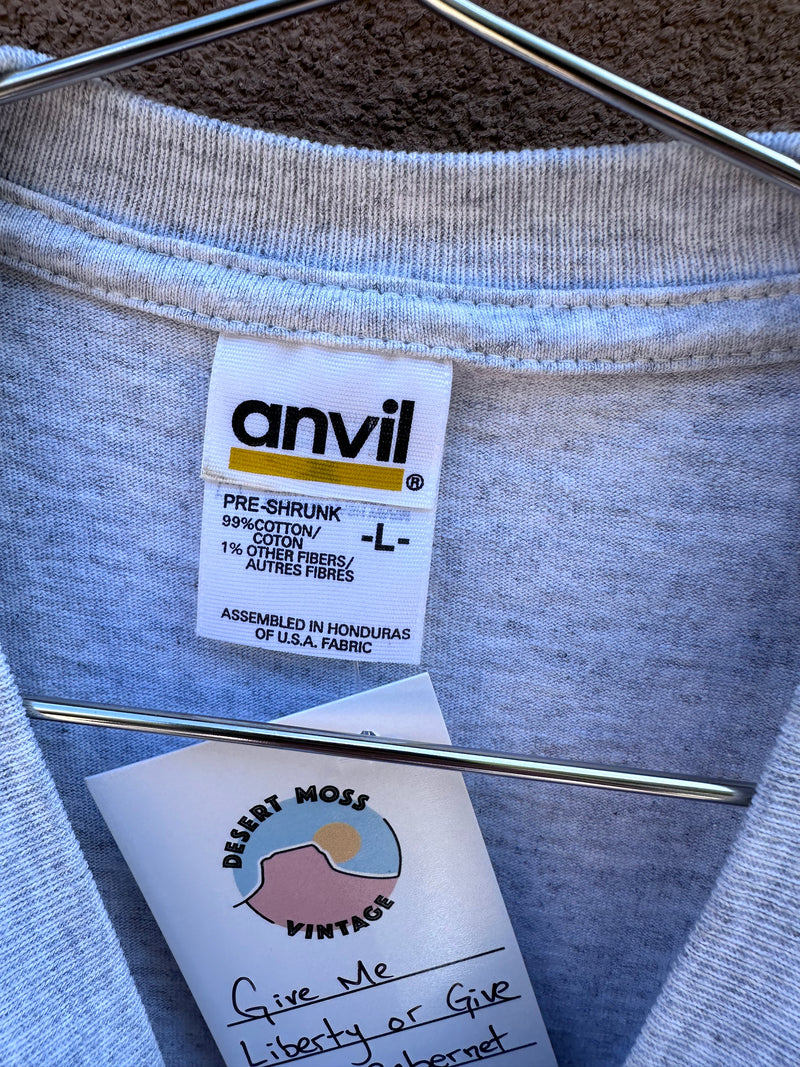 anvil
®
PRE-SHRUNK
99%COTTON/
COTON
-L-
1% OTHER FIBERS/
AUTRES FIBRES
ASSEMBLED IN HONDURAS
OF U.S.A. FABRIC
DESERT MOSS
VINTAGE
Give Me
Liberty or Give
Cabernet